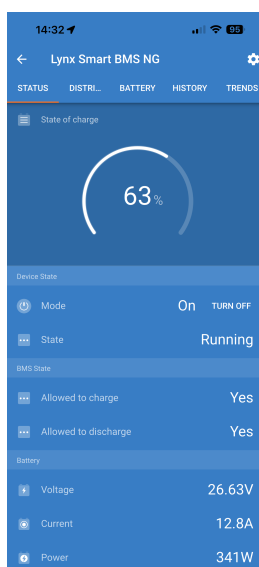 14:32 95
Lynx Smart BMS NG
STATUS DISTRI... BATTERY HISTORY TRENDS
State of charge
63%
Device State
Mode On TURN OFF
State Running
BMS State
Allowed to charge Yes
Allowed to discharge Yes
Battery
Voltage 26.63V
Current 12.8A
Power 341W